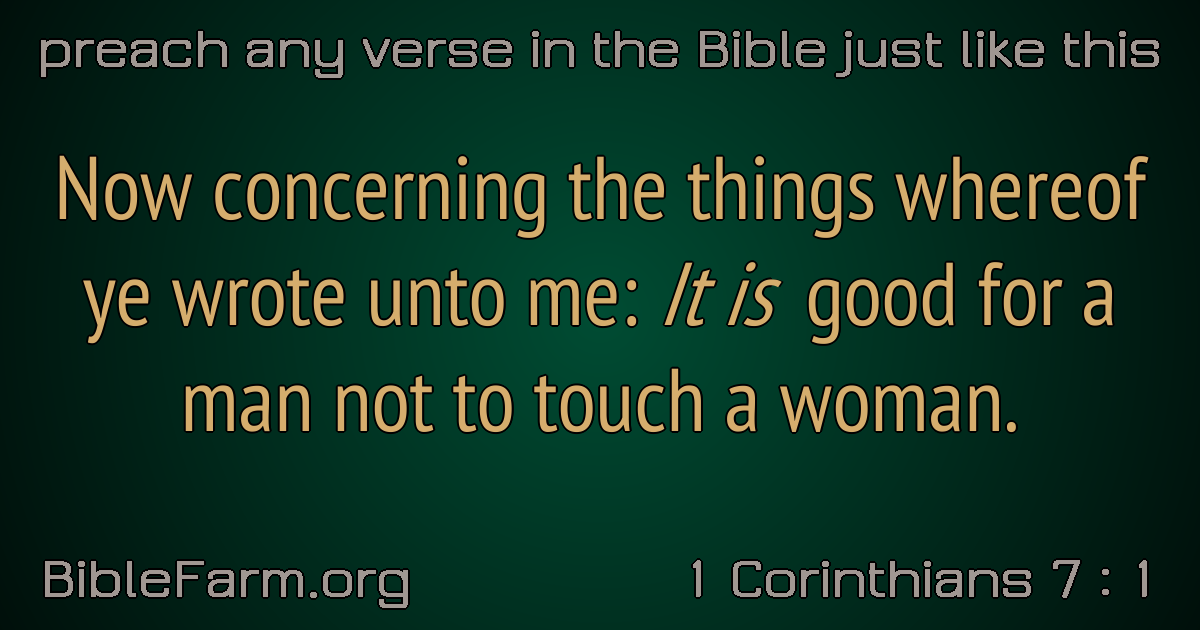 preach any verse in the Bible just like this
Now concerning the things whereof
ye wrote unto me: It is good for a
man not to touch a woman.
BibleFarm.org
1 Corinthians 7 : 1